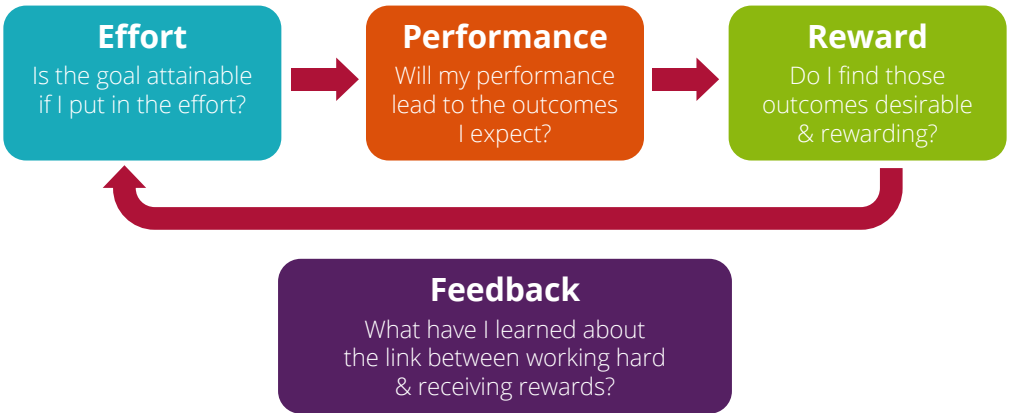 Effort
Is the goal attainable
if I put in the effort?
Performance
Will my performance
lead to the outcomes
I expect?
Reward
Do I find those
outcomes desirable
& rewarding?
Feedback
What have I learned about
the link between working hard
& receiving rewards?